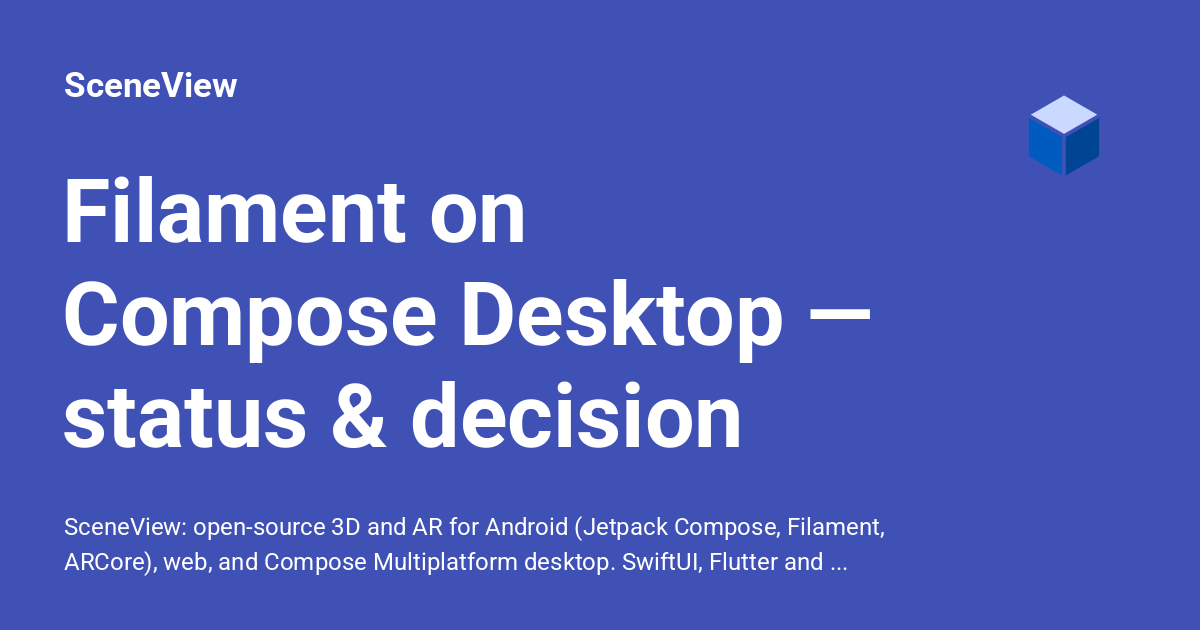 SceneView
Filament on
Compose Desktop —
status & decision
SceneView: open-source 3D and AR for Android (Jetpack Compose, Filament,
ARCore), web, and Compose Multiplatform desktop. SwiftUI, Flutter and ...